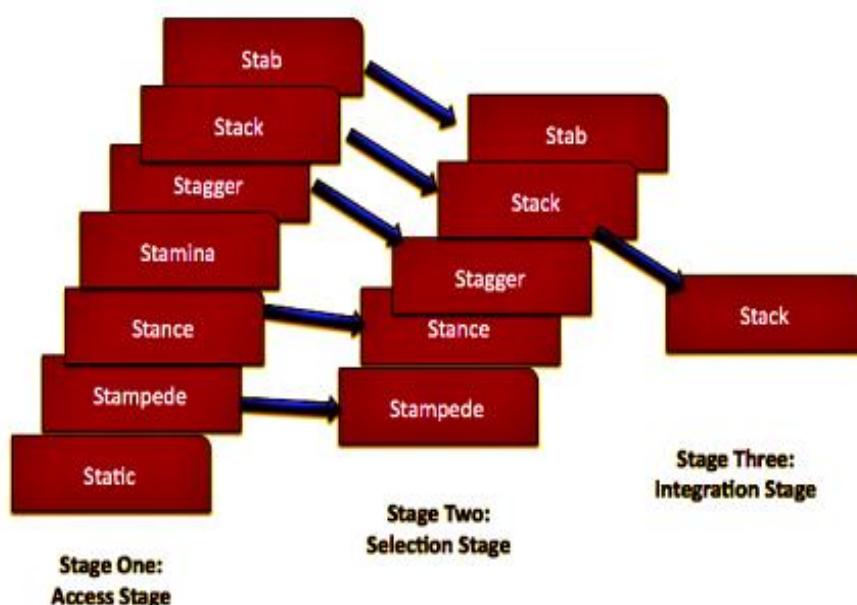 Stab
Stack
Stagger
Stamina
Stance
Stampede
Static
Stage One:
Access Stage
Stab
Stack
Stagger
Stance
Stampede
Stage Two:
Selection Stage
Stack
Stage Three:
Integration Stage